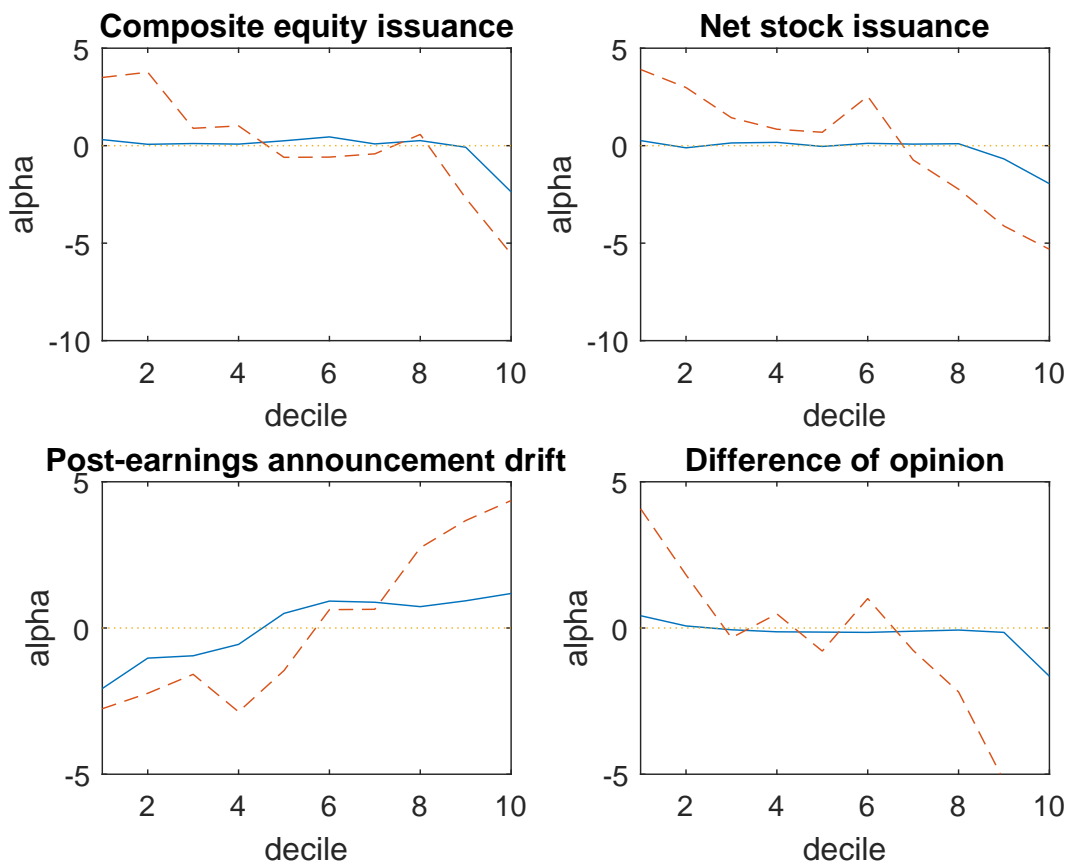 Composite equity issuance
5
0
-5
-10
alpha
2 4 6 8 10
decile
Net stock issuance
5
0
-5
-10
alpha
2 4 6 8 10
decile
Post-earnings announcement drift
5
0
-5
alpha
2 4 6 8 10
decile
Difference of opinion
5
0
-5
alpha
2 4 6 8 10
decile